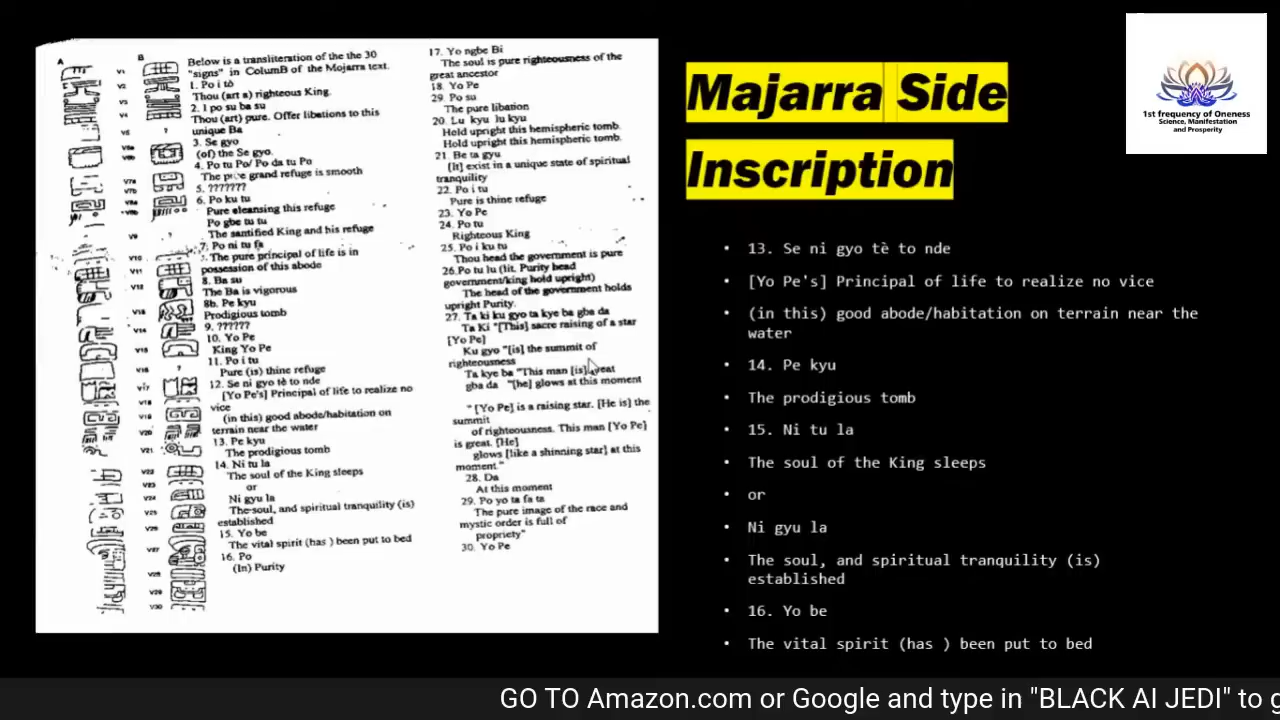 A
B
Below is a transliteration of the the 30
"signs" in ColumB of the Mojarra text.
1. Po i tò
Thou (art a) righteous King.
2. I po su ba su
Thou (art) pure. Offer libations to this
unique Ba
3. Se gyo
(of) the Se gyo.
4. Po tu Po/ Po da tu Po
The grand refuge is smooth
5. ???????
6. Po ku tu
Pure cleansing this refuge
Po gbe tu tu
The santified King and his refuge
7. Po ni tu fa
The pure principal of life is in
possession of this abode
8. Ba su
The Ba is vigorous
8b. Pe kyu
Prodigious tomb
9. ??????
10. Yo Pe
King Yo Pe
11. Po i tu
Pure (is) thine refuge
12. Se ni gyo tè to nde
[Yo Pe's] Principal of life to realize no
vice
(in this) good abode/habitation on
terrain near the water
13. Pe kyu
The prodigious tomb
14. Ni tu la
The soul of the King sleeps
or
Ni gyu la
The soul, and spiritual tranquility (is)
established
15. Yo be
The vital spirit (has ) been put to bed
16. Po
(In) Purity
17. Yo ngbe Bi
The soul is pure righteousness of the
great ancestor
18. Yo Pe
29. Po su
The pure libation
20. Lu kyu lu kyu
Hold upright this hemispheric tomb.
Hold upright this hemispheric tomb.
21. Be ta gyu
[It] exist in a unique state of spiritual
tranquility
22. Po i tu
Pure is thine refuge
23. Yo Pe
24. Po tu
Righteous King
25. Po i ku tu
Thou head the government is pure
26.Po tu lu (lit. Purity head
government/king hold upright)
The head of the government holds
upright Purity.
27. Ta ki ku gyo ta kye ba gba da
Ta Ki "[This] sacre raising of a star
[Yo Pe]
Ku gyo "[is] the summit of
righteousness
Ta kye ba "This man [is] great
gba da "[he] glows at this moment
"[Yo Pe] is a raising star. [He is] the
summit
of righteousness. This man [Yo Pe]
is great. [He]
glows [like a shinning star] at this
moment."
28. Da
At this moment
29. Po yo ta fa ta
The pure image of the race and
mystic order is full of
propriety"
30. Yo Pe
Majarra Side
Inscription
• 13. Se ni gyo tè to nde
• [Yo Pe's] Principal of life to realize no vice
• (in this) good abode/habitation on terrain near the
water
• 14. Pe kyu
• The prodigious tomb
• 15. Ni tu la
• The soul of the King sleeps
• or
• Ni gyu la
• The soul, and spiritual tranquility (is)
established
• 16. Yo be
• The vital spirit (has ) been put to bed
1st frequency of Oneness
Science, Manifestation
and Prosperity
GO TO Amazon.com or Google and type in "BLACK AI JEDI" to g